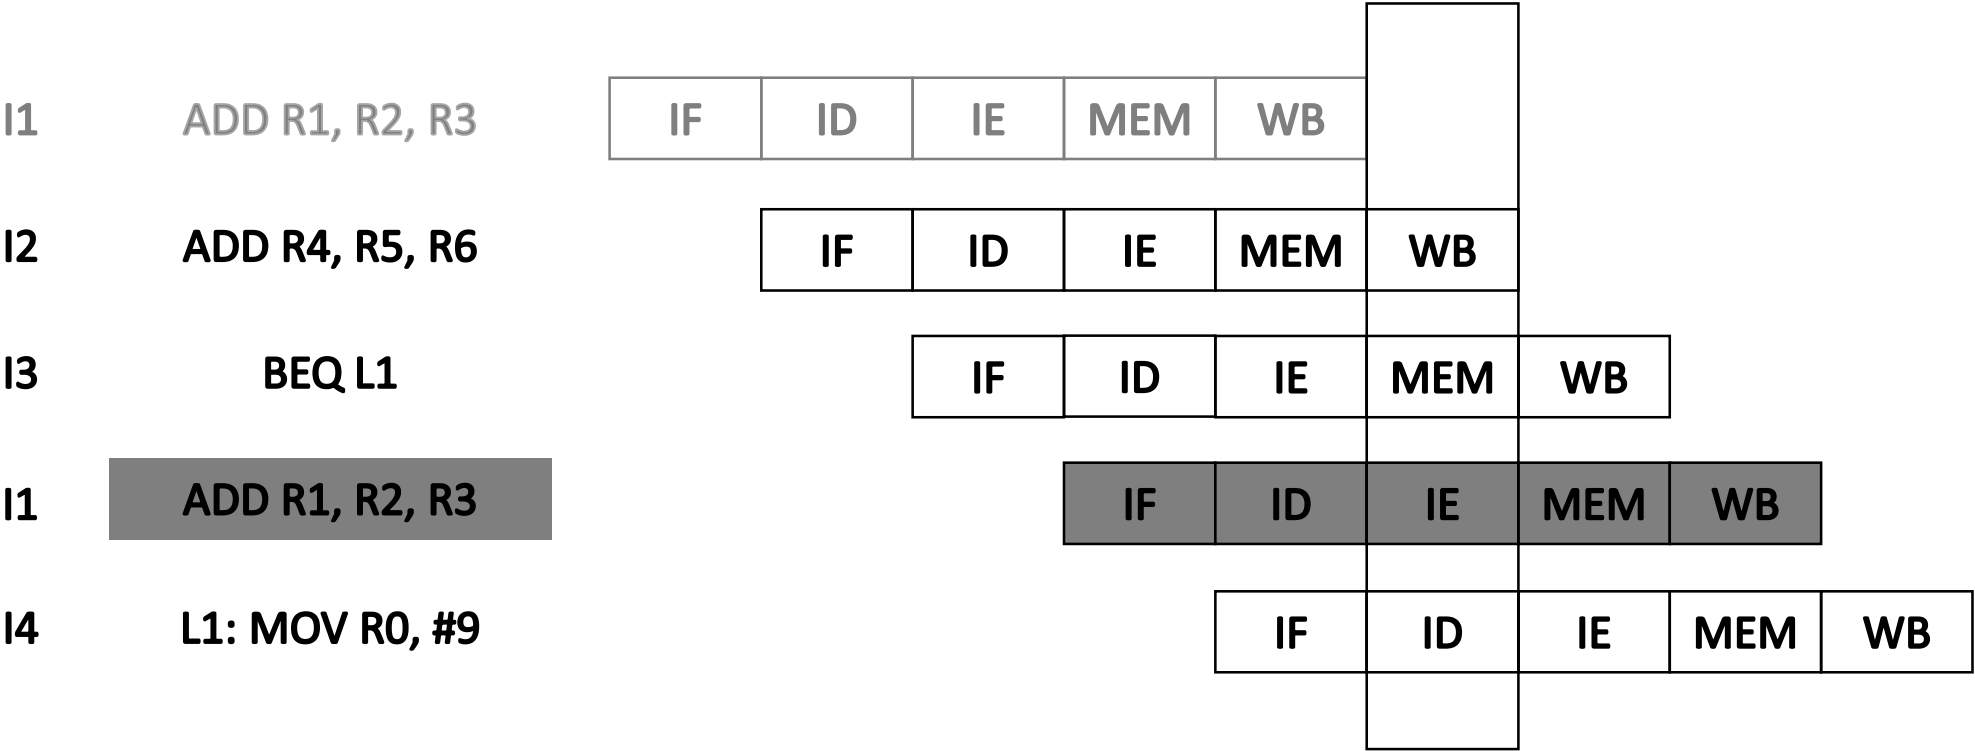 I1 ADD R1, R2, R3 IF ID IE MEM WB
I2 ADD R4, R5, R6 IF ID IE MEM WB
I3 BEQ L1 IF ID IE MEM WB
I1 ADD R1, R2, R3 IF ID IE MEM WB
I4 L1: MOV R0, #9 IF ID IE MEM WB